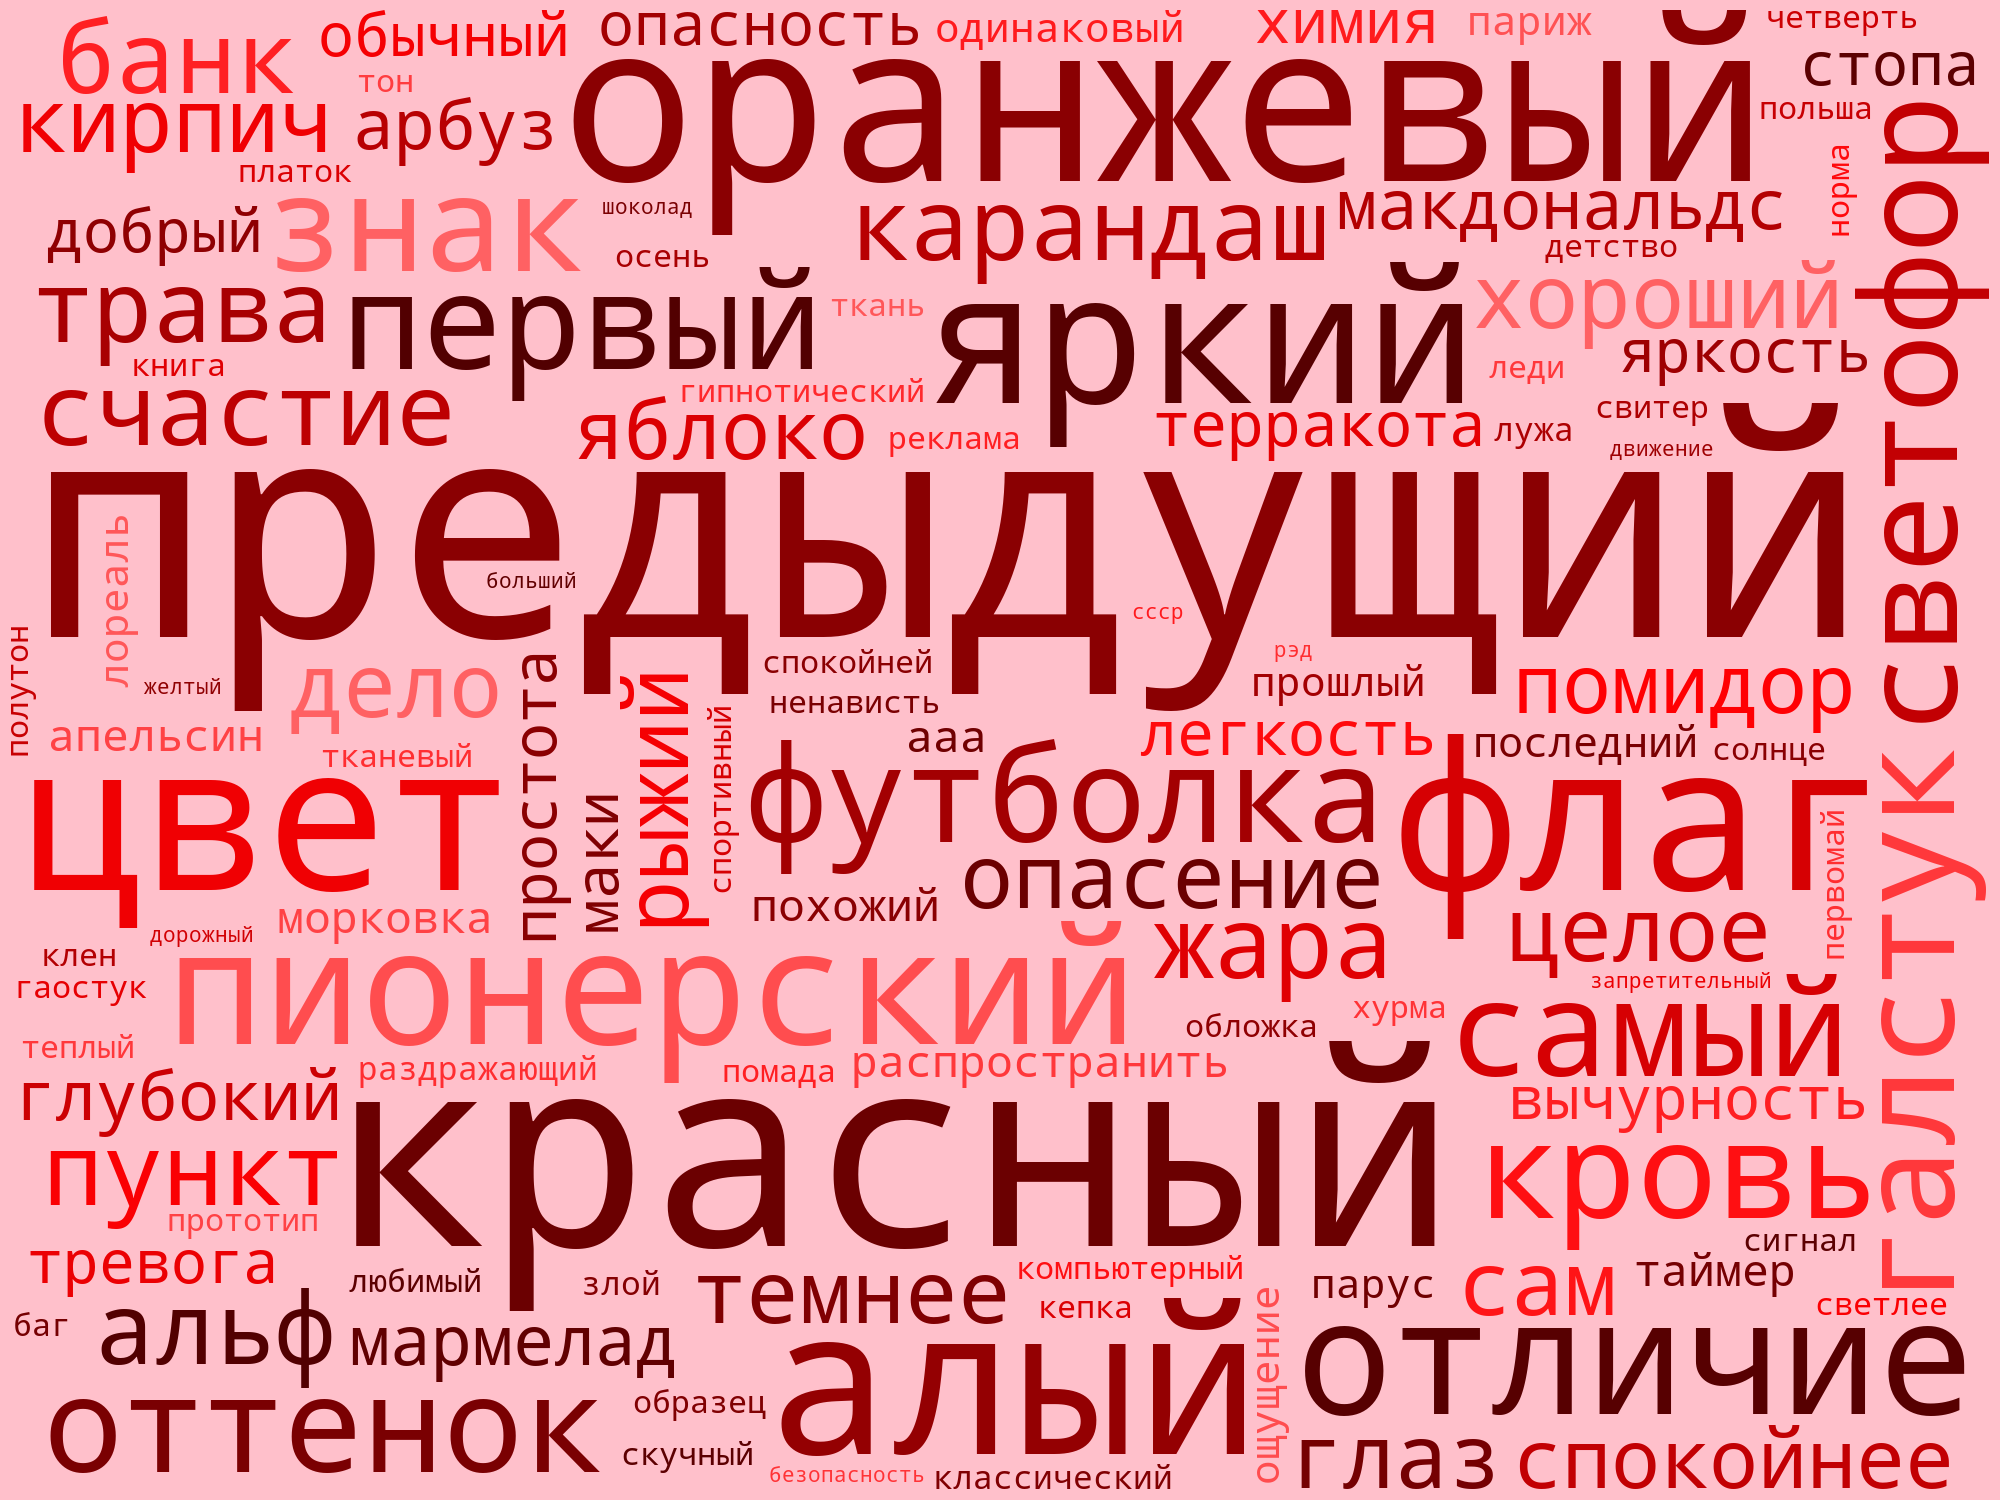 банк
обычный
опасность
одинаковый
химия
париж
четверть
тон
оранжевый
стопа
кирпич
арбуз
польша
платок
добрый
знак
шоколад
карандаш
макдональдс
норма
осень
детство
светофор
трава
первый
ткань
яркий
хороший
книга
леди
яркость
счастие
гипнотический
яблоко
реклама
терракота
лужа
свитер
движение
предыдущий
лореаль
больший
ссср
полутон
желтый
дело
простота
рыжий
спокойней
ненависть
рэд
прошлый
помидор
апельсин
тканевый
маки
спортивный
ааа
легкость
последний
солнце
цвет
футболка
флаг
первомай
галстук
морковка
похожий
опасение
целое
дорожный
клен
гаостук
пионерский
жара
запретительный
самый
обложка
хурма
теплый
раздражающий
помада
распространить
глубокий
красный
вычурность
пункт
прототип
кровь
тревога
любимый
злой
темнее
компьютерный
кепка
парус
сам
таймер
сигнал
светлее
баг
альф
мармелад
алый
ощущение
отличие
оттенок
образец
скучный
безопасность
классический
глаз
спокойнее